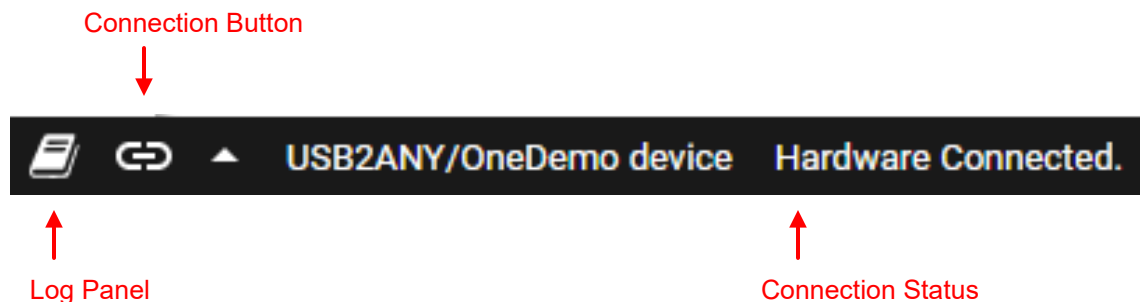 Connection Button
USB2ANY/OneDemo device Hardware Connected.
Log Panel Connection Status